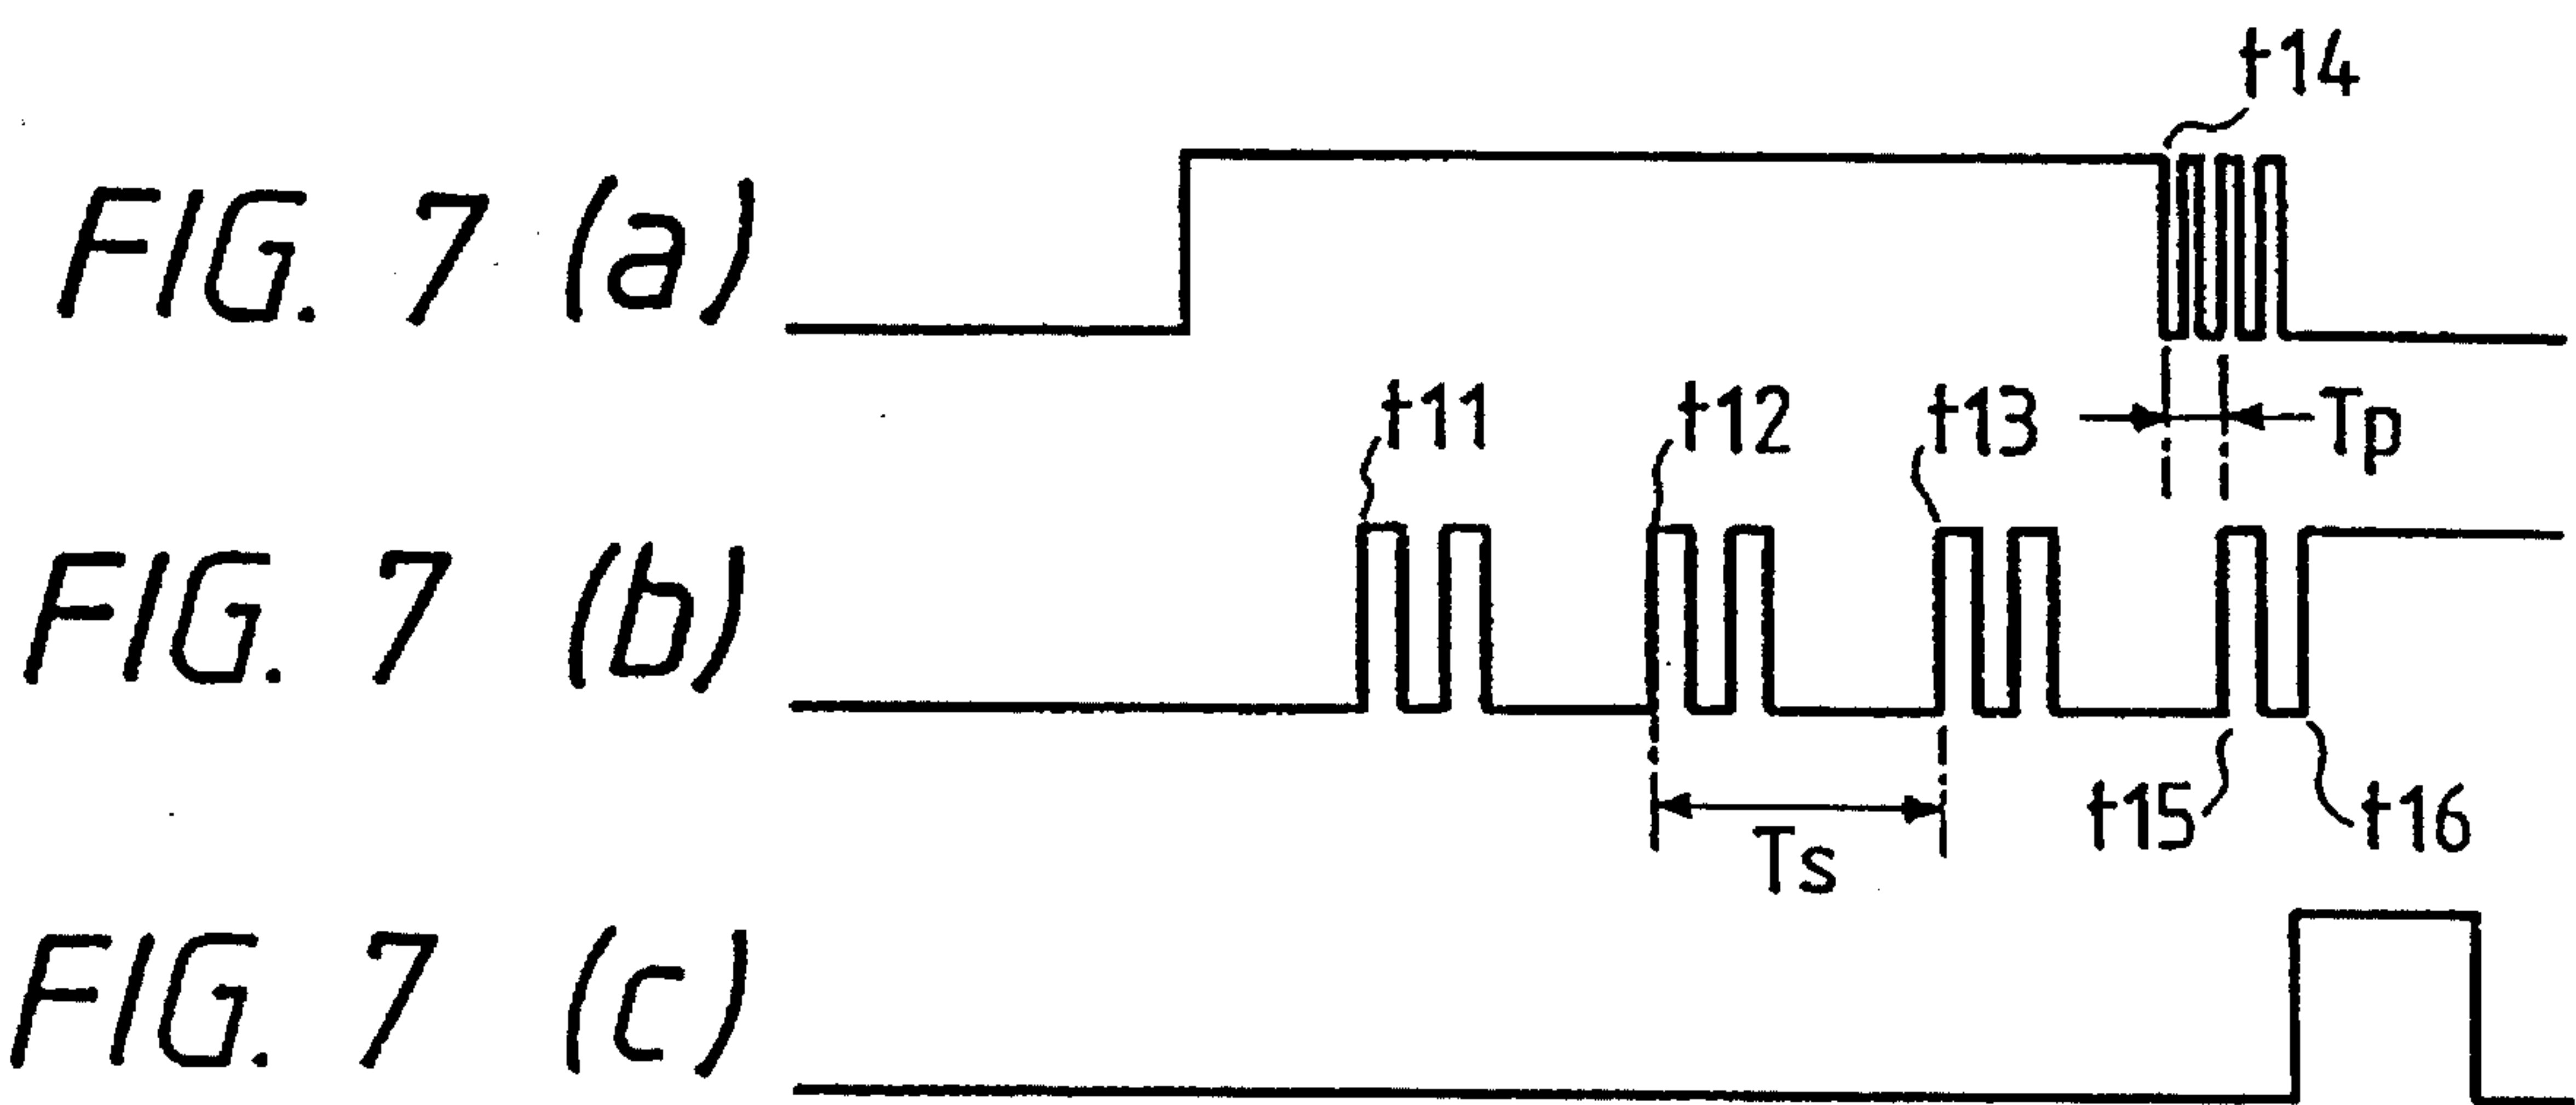 t14
FIG. 7 (a)
t11 t12 t13 Tp
FIG. 7 (b)
t15 t16
Ts
FIG. 7 (c)